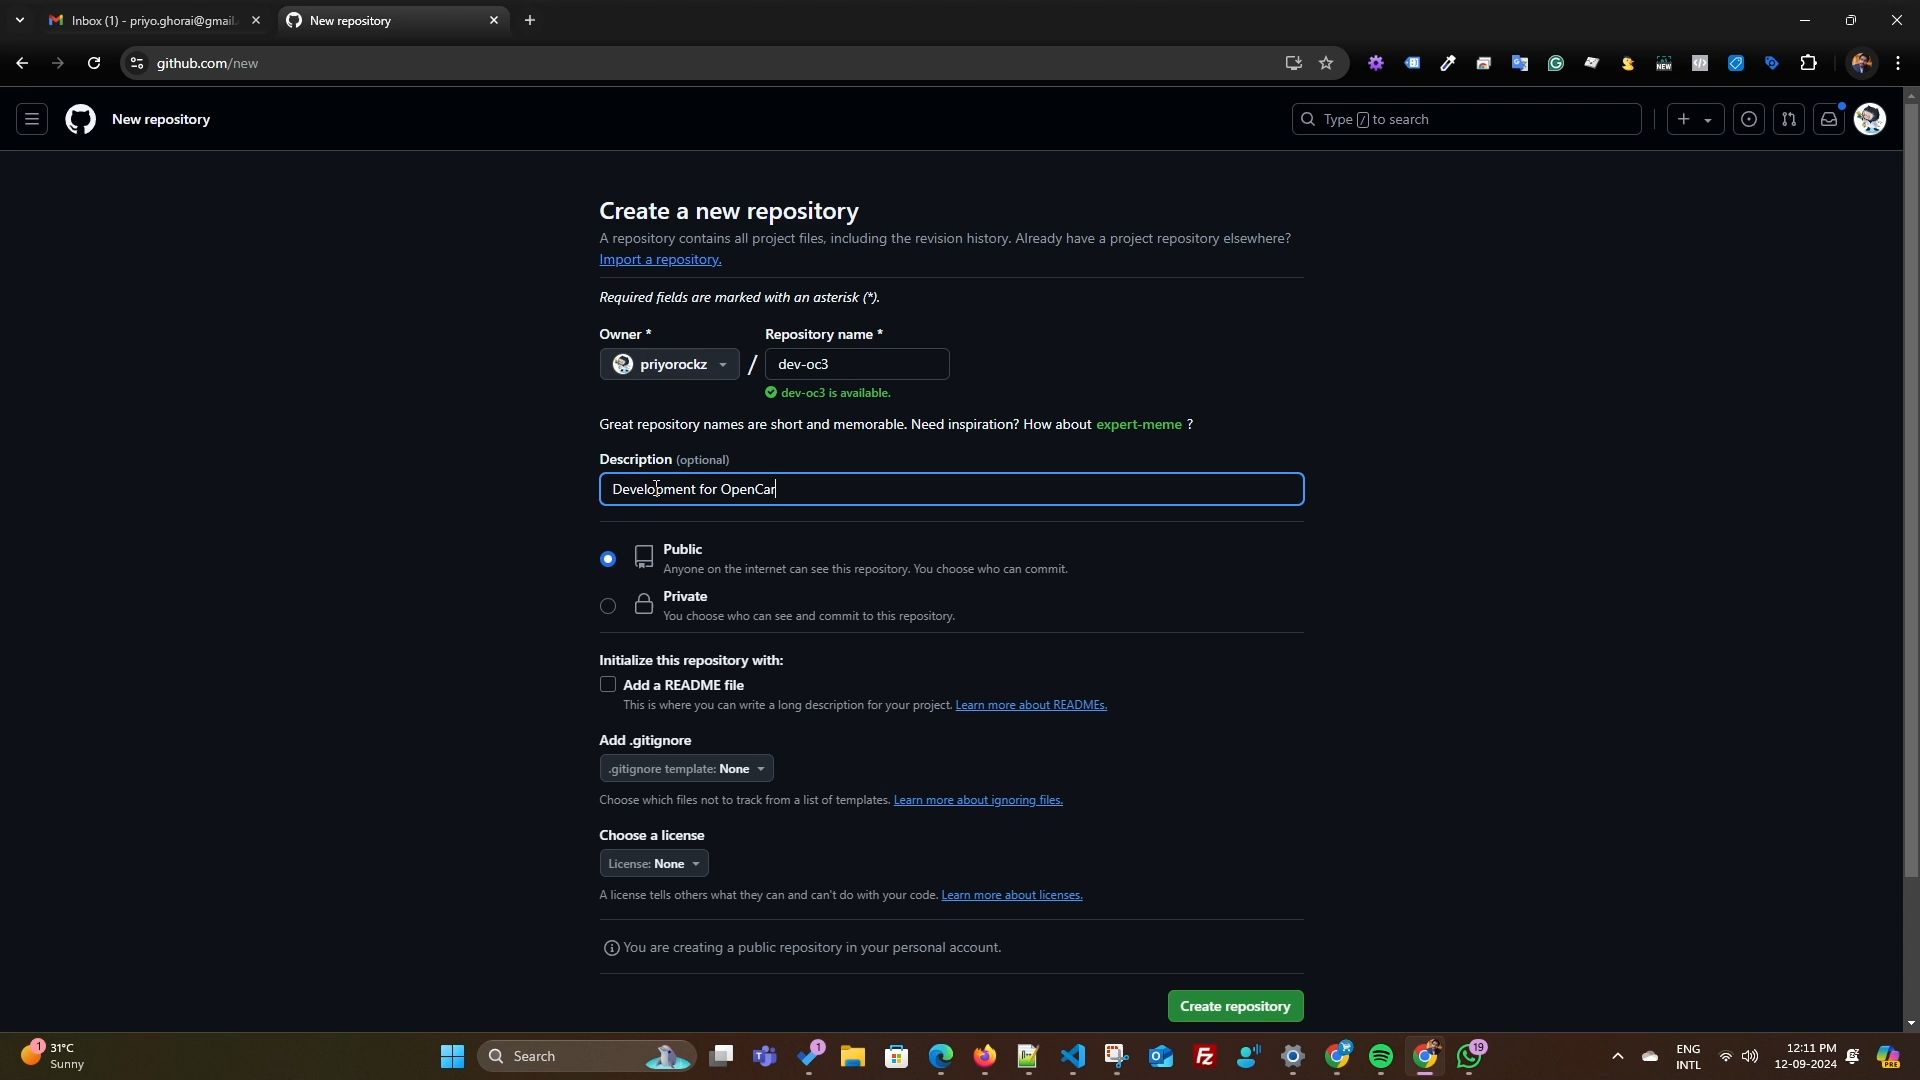 Inbox (1) - priyo.ghorai@gmail.
New repository
github.com/new
New repository
Type / to search
Create a new repository
A repository contains all project files, including the revision history. Already have a project repository elsewhere?
Import a repository.
Required fields are marked with an asterisk (*).
Owner * Repository name *
priyorockz / dev-oc3
dev-oc3 is available.
Great repository names are short and memorable. Need inspiration? How about expert-meme ?
Description (optional)
Development for OpenCar
Public
Anyone on the internet can see this repository. You choose who can commit.
Private
You choose who can see and commit to this repository.
Initialize this repository with:
Add a README file
This is where you can write a long description for your project. Learn more about READMEs.
Add .gitignore
.gitignore template: None
Choose which files not to track from a list of templates. Learn more about ignoring files.
Choose a license
License: None
A license tells others what they can and can't do with your code. Learn more about licenses.
You are creating a public repository in your personal account.
Create repository
1 31°C
Sunny
Search
1
19
ENG
INTL
12:11 PM
12-09-2024